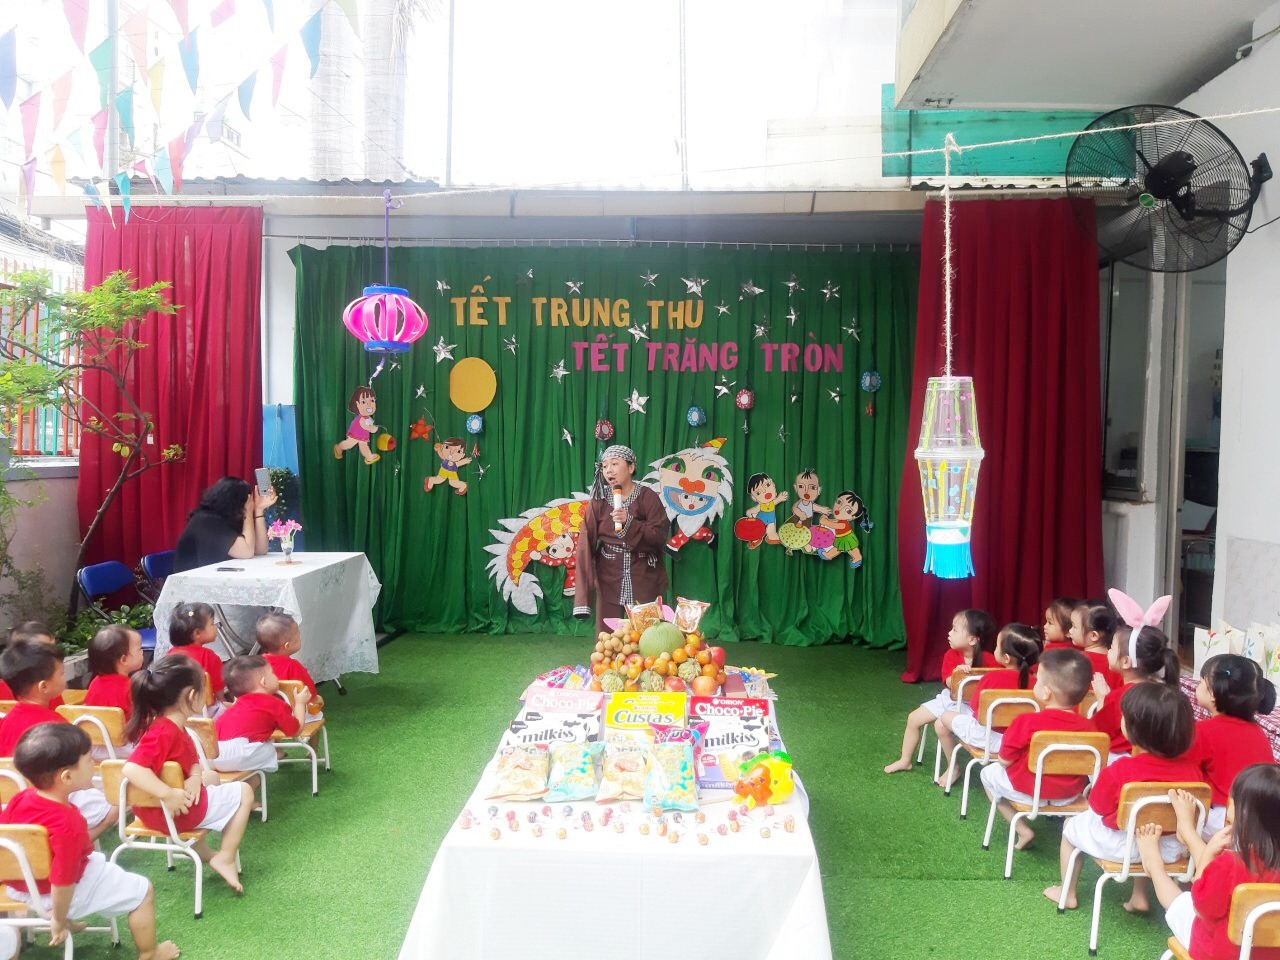 TẾT TRUNG THU
TẾT TRĂNG TRÒN
Choco·Pie
Custas
ORION
Choco·Pie
milkiss
milkiss